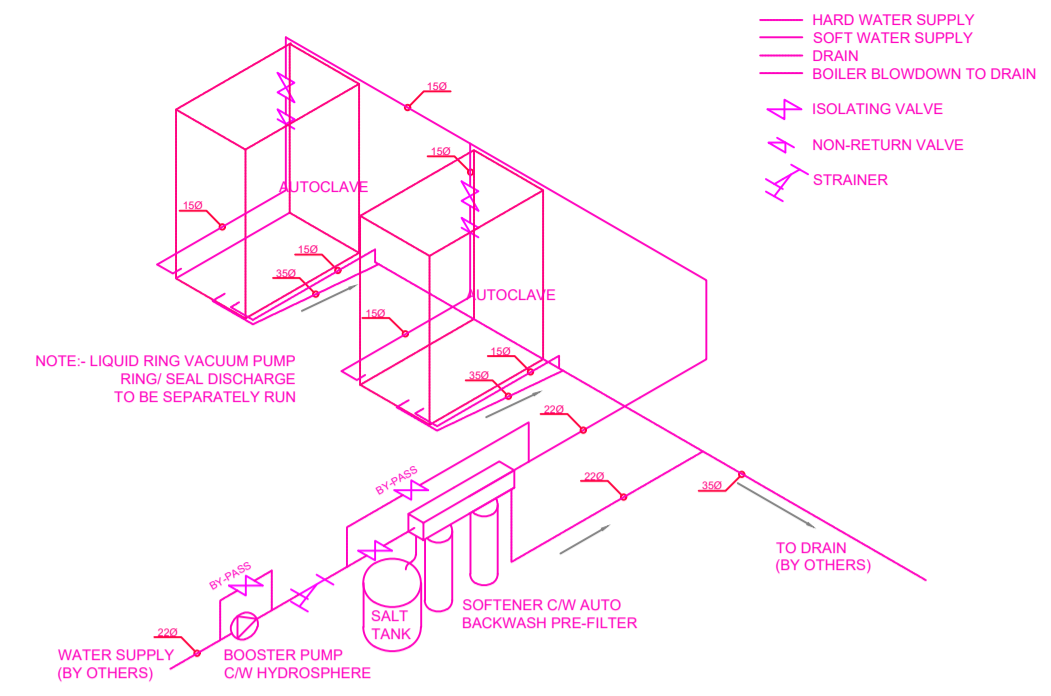 HARD WATER SUPPLY
SOFT WATER SUPPLY
DRAIN
BOILER BLOWDOWN TO DRAIN
ISOLATING VALVE
NON-RETURN VALVE
STRAINER
15Ø
15Ø
AUTOCLAVE
15Ø
15Ø
35Ø
AUTOCLAVE
15Ø
NOTE:- LIQUID RING VACUUM PUMP
RING/ SEAL DISCHARGE
TO BE SEPARATELY RUN
15Ø
35Ø
22Ø
BY-PASS
22Ø
35Ø
TO DRAIN
(BY OTHERS)
BY-PASS
SALT
TANK
SOFTENER C/W AUTO
BACKWASH PRE-FILTER
22Ø
WATER SUPPLY
(BY OTHERS)
BOOSTER PUMP
C/W HYDROSPHERE